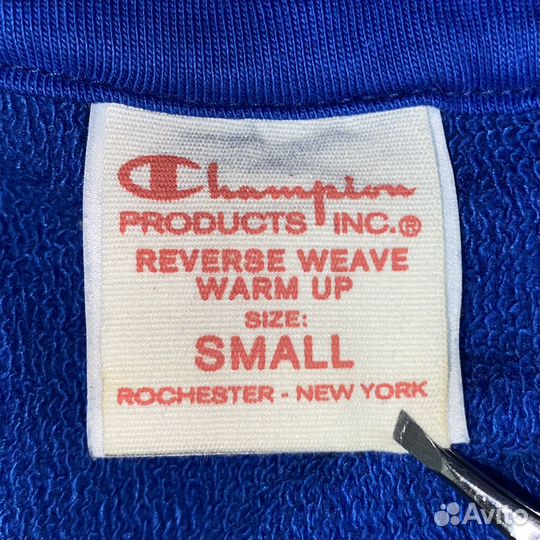 Champion
PRODUCTS INC.®
REVERSE WEAVE
WARM UP
SIZE:
SMALL
ROCHESTER - NEW YORK
Avito